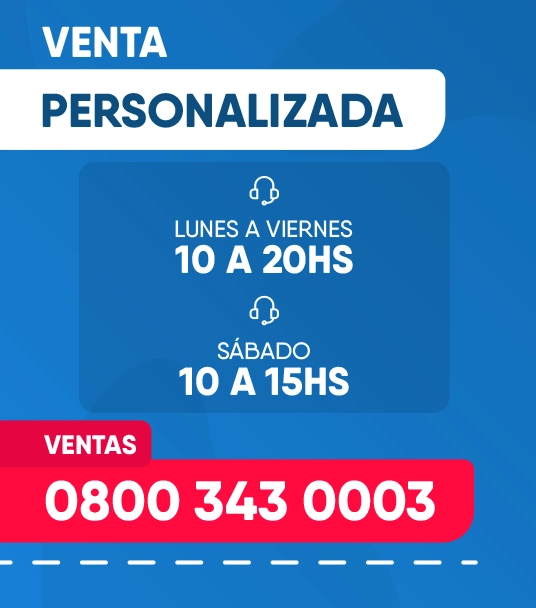 VENTA
PERSONALIZADA
LUNES A VIERNES
10 A 20HS
SÁBADO
10 A 15HS
VENTAS
0800 343 0003